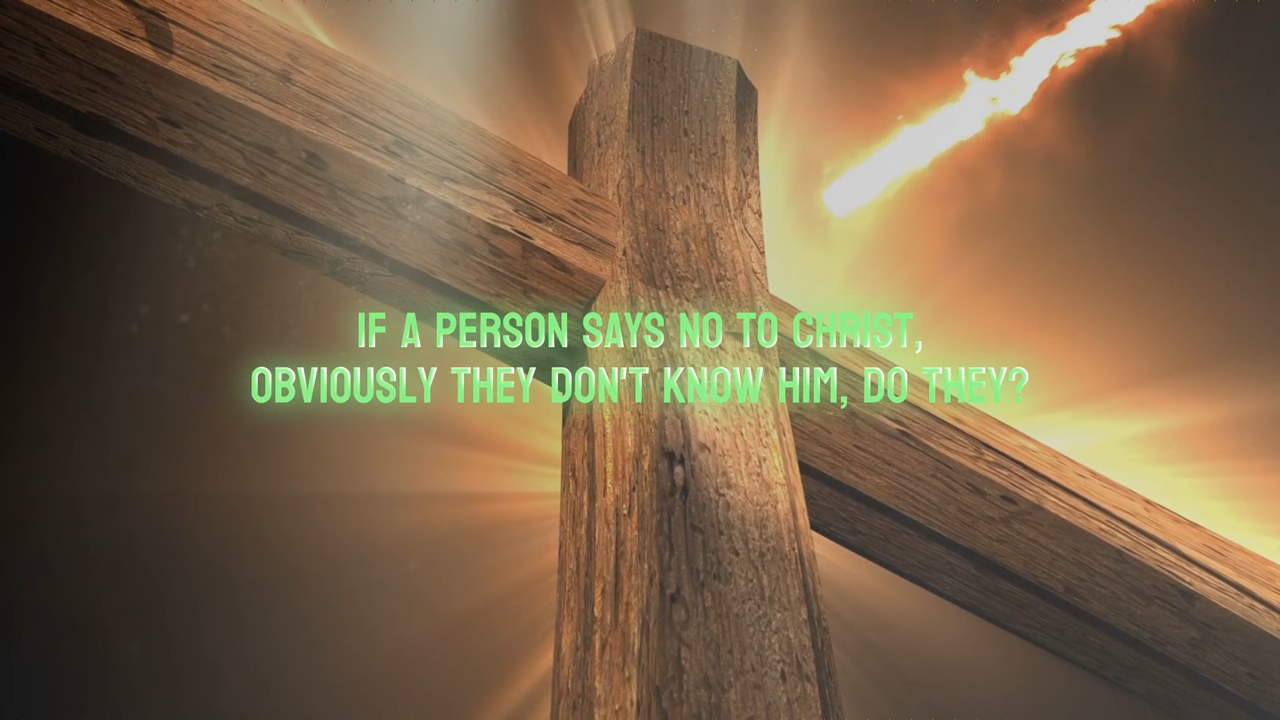 IF A PERSON SAYS NO TO CHRIST,
OBVIOUSLY THEY DON'T KNOW HIM, DO THEY?